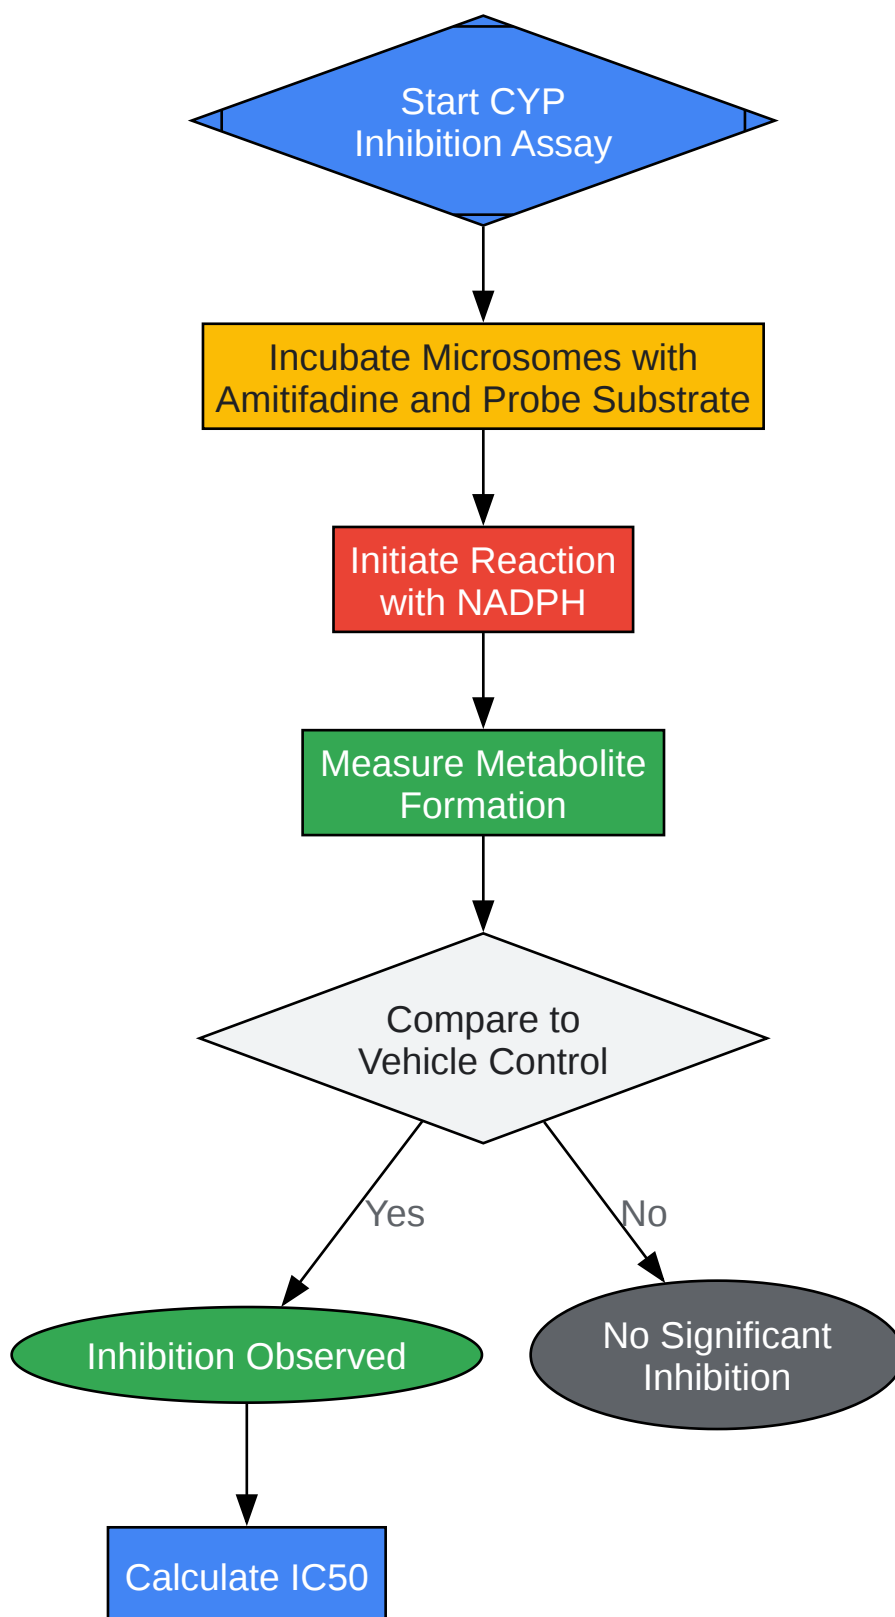 Start CYP
Inhibition Assay
Incubate Microsomes with
Amitifadine and Probe Substrate
Initiate Reaction
with NADPH
Measure Metabolite
Formation
Compare to
Vehicle Control
Yes
No
Inhibition Observed
No Significant
Inhibition
Calculate IC50